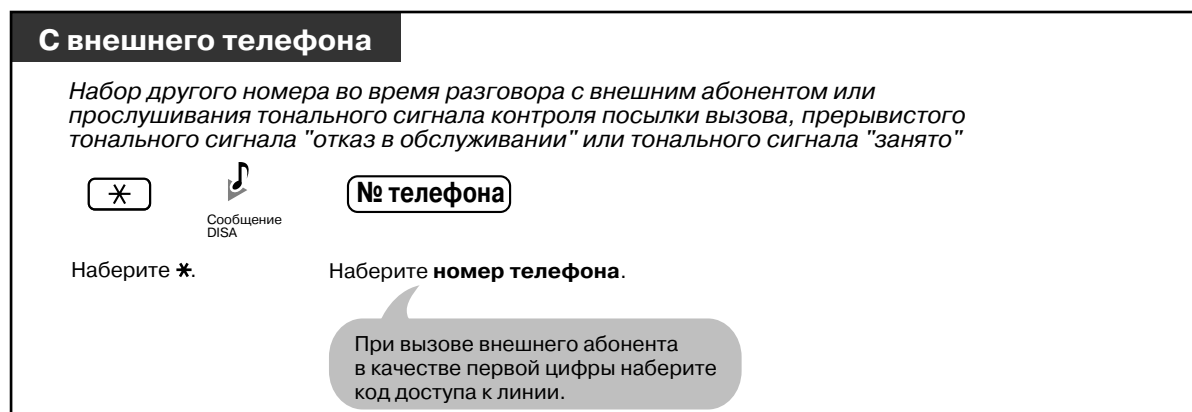 С внешнего телефона
Набор другого номера во время разговора с внешним абонентом или
прослушивания тонального сигнала контроля посылки вызова, прерывистого
тонального сигнала "отказ в обслуживании" или тонального сигнала "занято"
* № телефона
Сообщение
DISA
Наберите *. Наберите номер телефона.
При вызове внешнего абонента
в качестве первой цифры наберите
код доступа к линии.